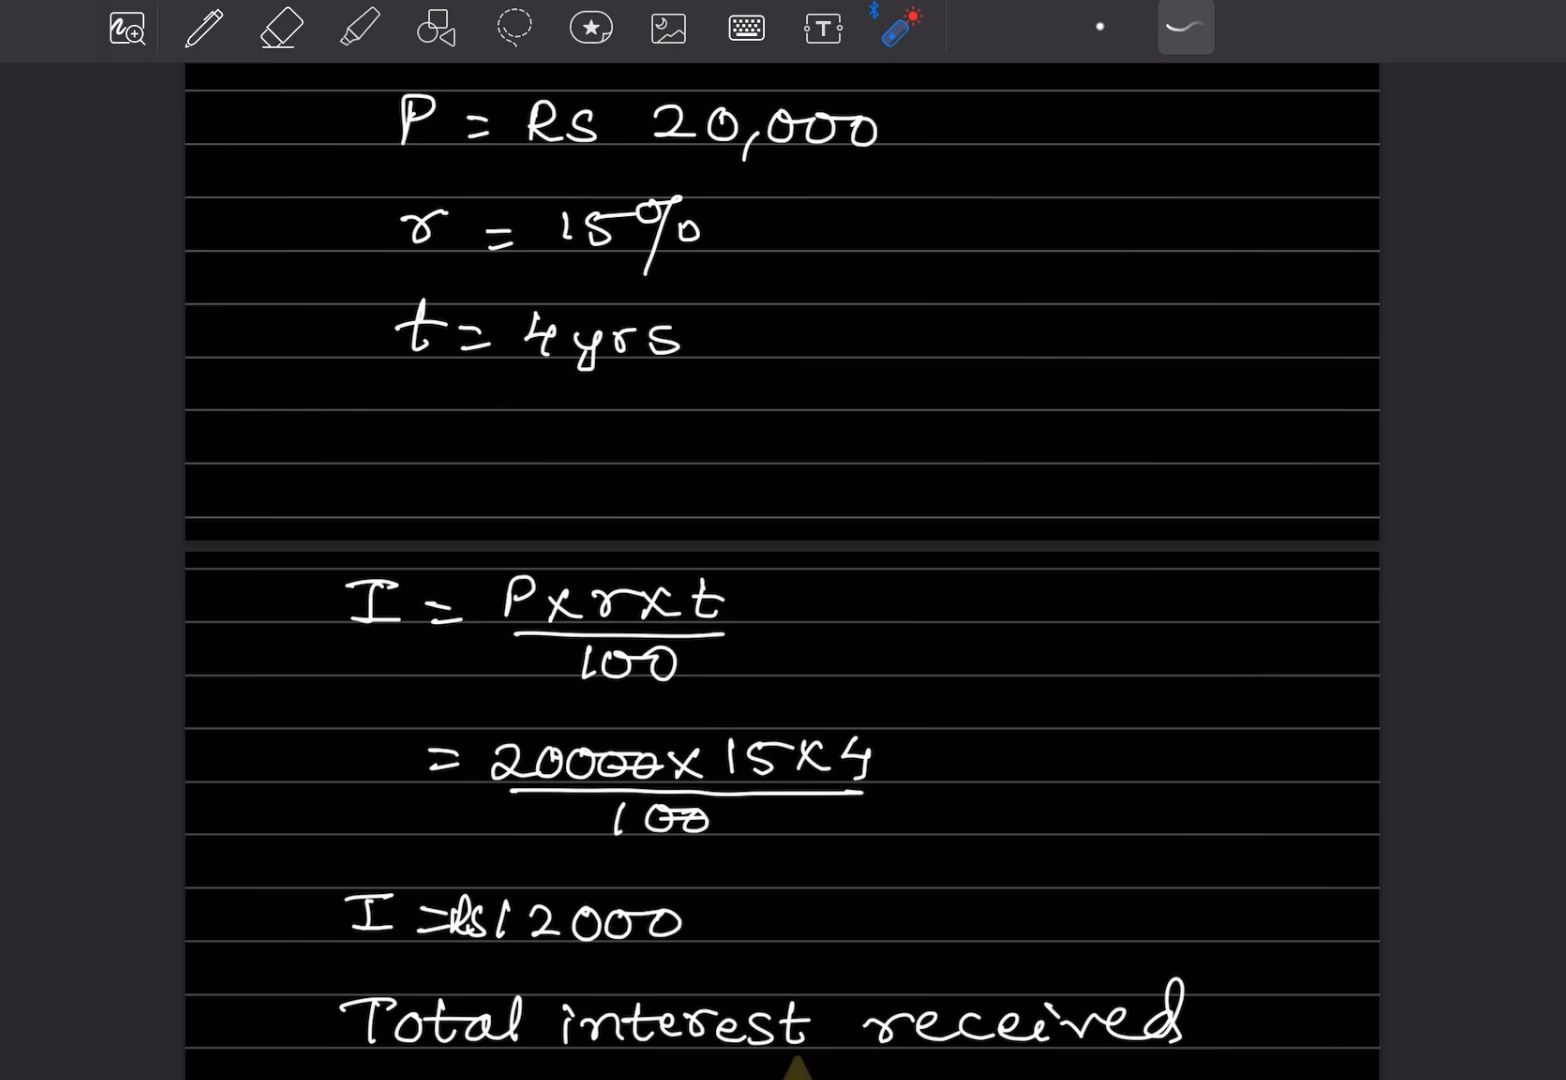 P = Rs 20,000
r = 15%
t = 4 yrs
I = P x r x t
100
= 20000 x 15 x 4
100
I = Rs 12000
Total interest received